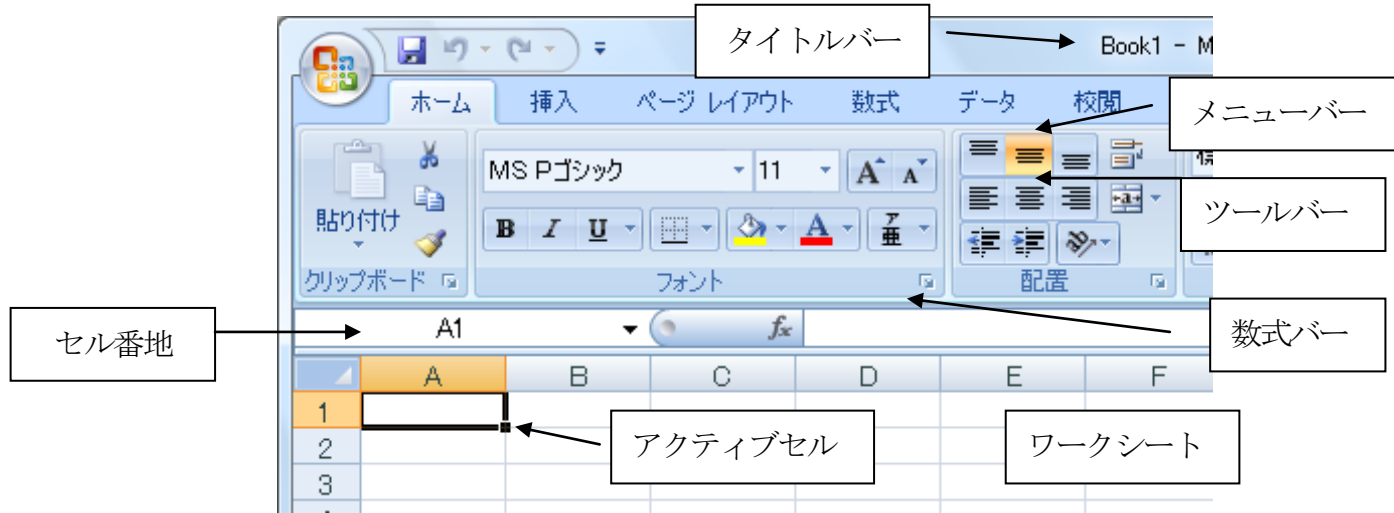 タイトルバー
Book1 - M
ホーム 挿入 ページ レイアウト 数式 データ 校閲
メニューバー
MS Pゴシック 11 A A
貼り付け
B I U A ア亜
ツールバー
クリップボード フォント 配置
セル番地
A1 fx
数式バー
A B C D E F
1
2
アクティブセル
ワークシート
3